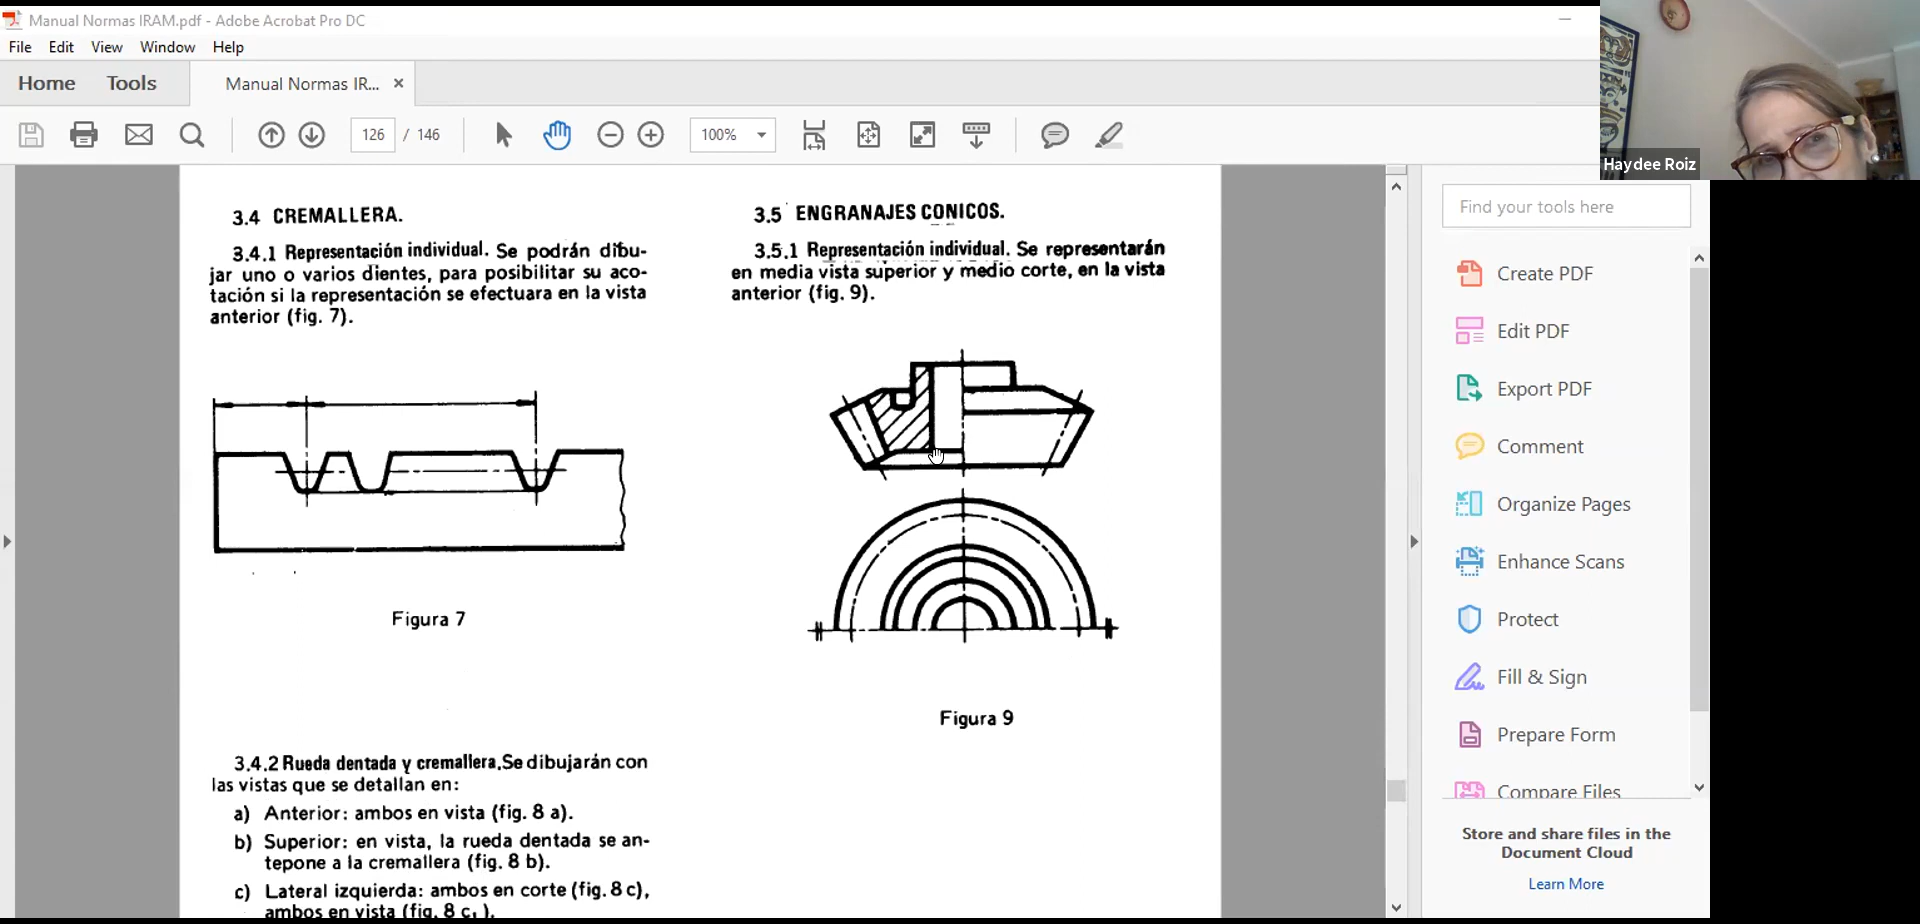 Manual Normas IRAM.pdf - Adobe Acrobat Pro DC
File Edit View Window Help
Home Tools Manual Normas IR... ×
126 / 146 100%
Haydee Roiz
3.4 CREMALLERA.
3.4.1 Representación individual. Se podrán dibu-
jar uno o varios dientes, para posibilitar su aco-
tación si la representación se efectuara en la vista
anterior (fig. 7).
Figura 7
3.4.2 Rueda dentada y cremallera. Se dibujarán con
las vistas que se detallan en:
a) Anterior: ambos en vista (fig. 8 a).
b) Superior: en vista, la rueda dentada se an-
tepone a la cremallera (fig. 8 b).
c) Lateral izquierda: ambos en corte (fig. 8 c),
ambos en vista (fig. 8 c₁).
3.5 ENGRANAJES CONICOS.
3.5.1 Representación individual. Se representarán
en media vista superior y medio corte, en la vista
anterior (fig. 9).
Figura 9
Find your tools here
Create PDF
Edit PDF
Export PDF
Comment
Organize Pages
Enhance Scans
Protect
Fill & Sign
Prepare Form
Compare Files
Store and share files in the
Document Cloud
Learn More